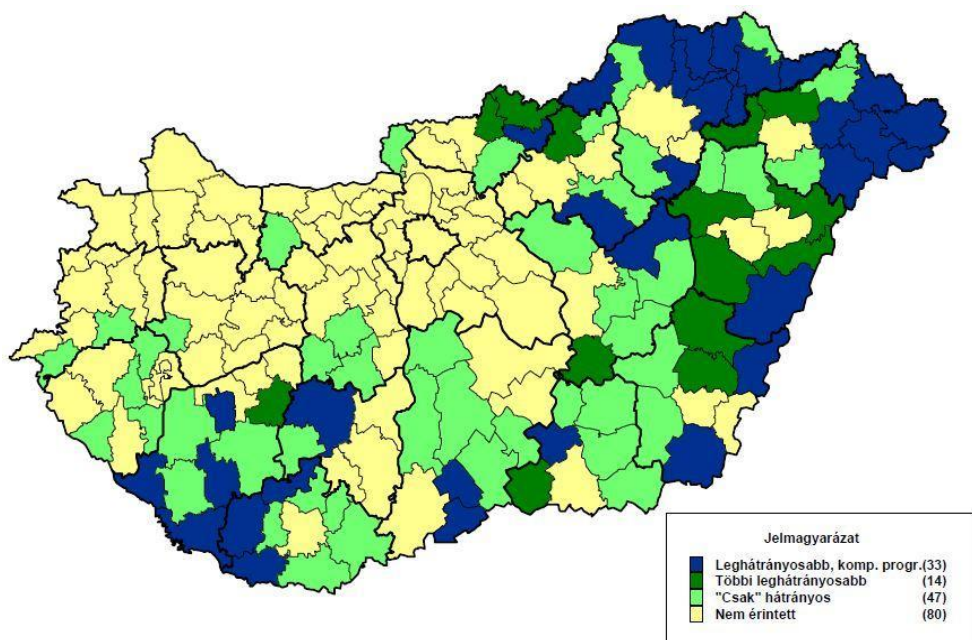 Jelmagyarázat
Leghátrányosabb, komp. progr.(33)
Többi leghátrányosabb (14)
"Csak" hátrányos (47)
Nem érintett (80)